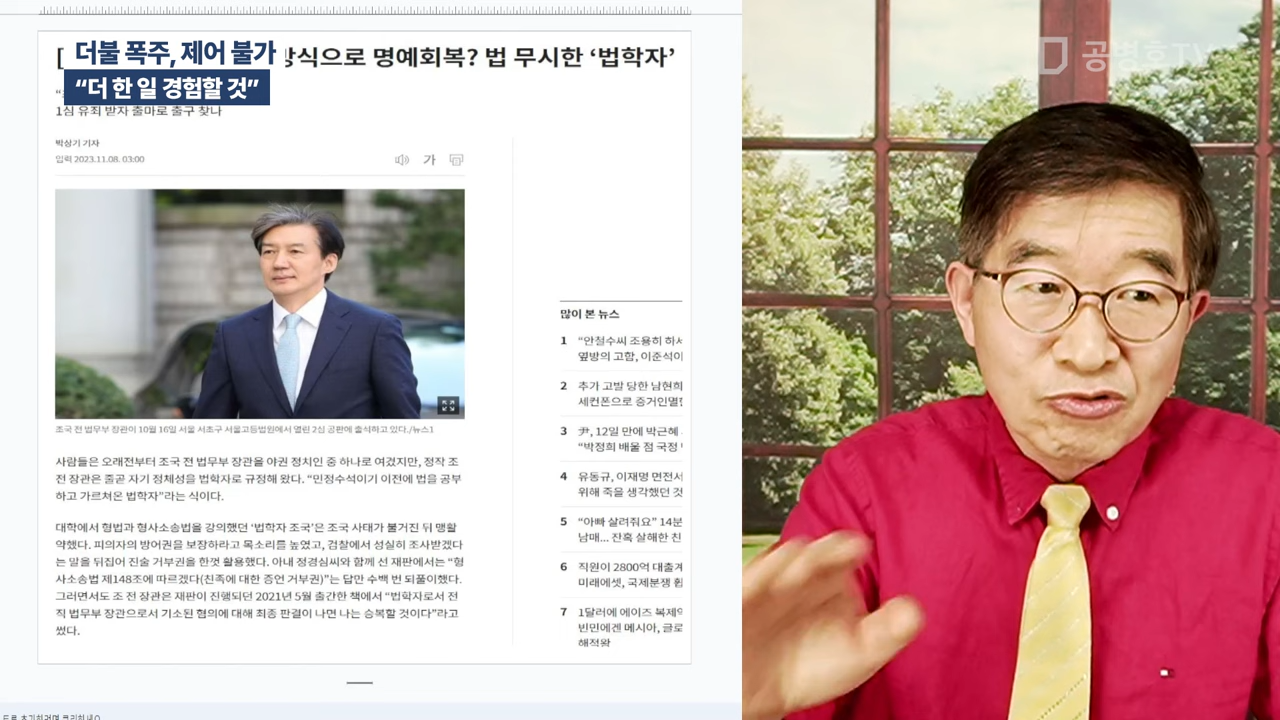 더불 폭주, 제어 불가
“더 한 일 경험할 것”
[
방식으로 명예회복? 법 무시한 ‘법학자’
1심 유죄 받자 출마로 출구 찾나
박상기 기자
입력 2023.11.08. 03:00
가
조국 전 법무부 장관이 10월 16일 서울 서초구 서울고등법원에서 열린 2심 공판에 출석하고 있다./뉴스1
사람들은 오래전부터 조국 전 법무부 장관을 야권 정치인 중 하나로 여겼지만, 정작 조
전 장관은 줄곧 자기 정체성을 법학자로 규정해 왔다. “민정수석이기 이전에 법을 공부
하고 가르쳐온 법학자”라는 식이다.
대학에서 형법과 형사소송법을 강의했던 ‘법학자 조국’은 조국 사태가 불거진 뒤 맹활
약했다. 피의자의 방어권을 보장하라고 목소리를 높였고, 검찰에서 성실히 조사받겠다
는 말을 뒤집어 진술 거부권을 한껏 활용했다. 아내 정경심씨와 함께 선 재판에서는 “형
사소송법 제148조에 따르겠다(친족에 대한 증언 거부권)”는 답만 수백 번 되풀이했다.
그러면서도 조 전 장관은 재판이 진행되던 2021년 5월 출간한 책에서 “법학자로서 전
직 법무부 장관으로서 기소된 혐의에 대해 최종 판결이 나면 나는 승복할 것이다”라고
썼다.
많이 본 뉴스
1 “안철수씨 조용히 하세
옆방의 고함, 이준석이
2 추가 고발 당한 남현희
세컨폰으로 증거인멸
3 尹, 12일 만에 박근혜
“박정희 배울 점 국정
4 유동규, 이재명 면전서
위해 죽을 생각했던 것
5 “아빠 살려줘요” 14분
남매... 잔혹 살해한 친
6 직원이 2800억 대출계
미래에셋, 국제분쟁 휩
7 1달러에 에이즈 복제약
빈민에겐 메시아, 글로
해적왕
공병호TV